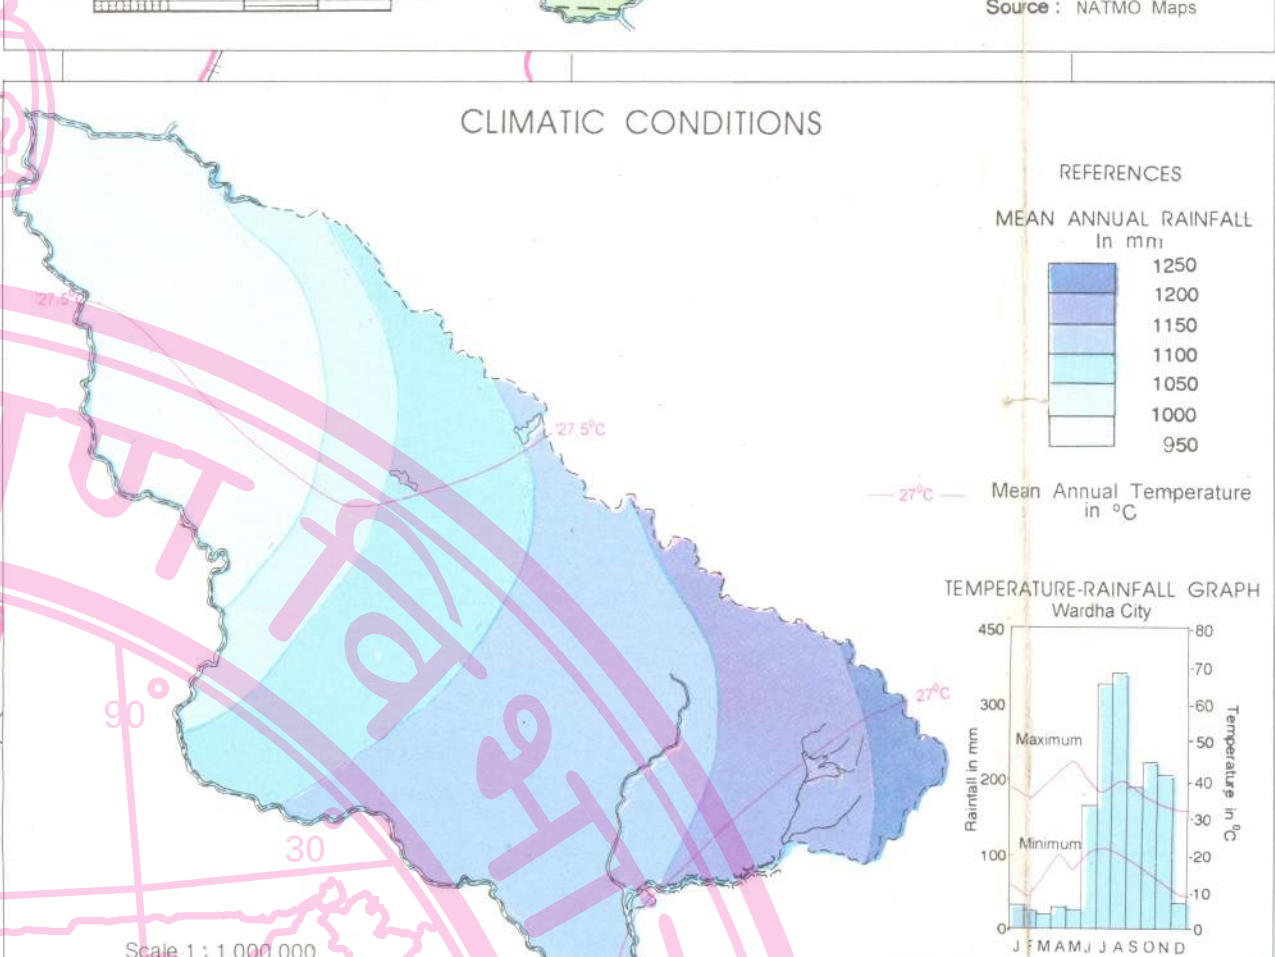 Source : NATMO Maps
CLIMATIC CONDITIONS
REFERENCES
MEAN ANNUAL RAINFALL
In mm
1250
1200
1150
1100
1050
1000
950
27.5°C
27.5°C
27°C
27°C
Mean Annual Temperature
in °C
TEMPERATURE-RAINFALL GRAPH
Wardha City
450
300
200
100
0
Rainfall in mm
Maximum
Minimum
80
70
60
50
40
30
20
10
0
Temperature in °C
J F M A M J J A S O N D
90
30
Scale 1 : 1,000,000